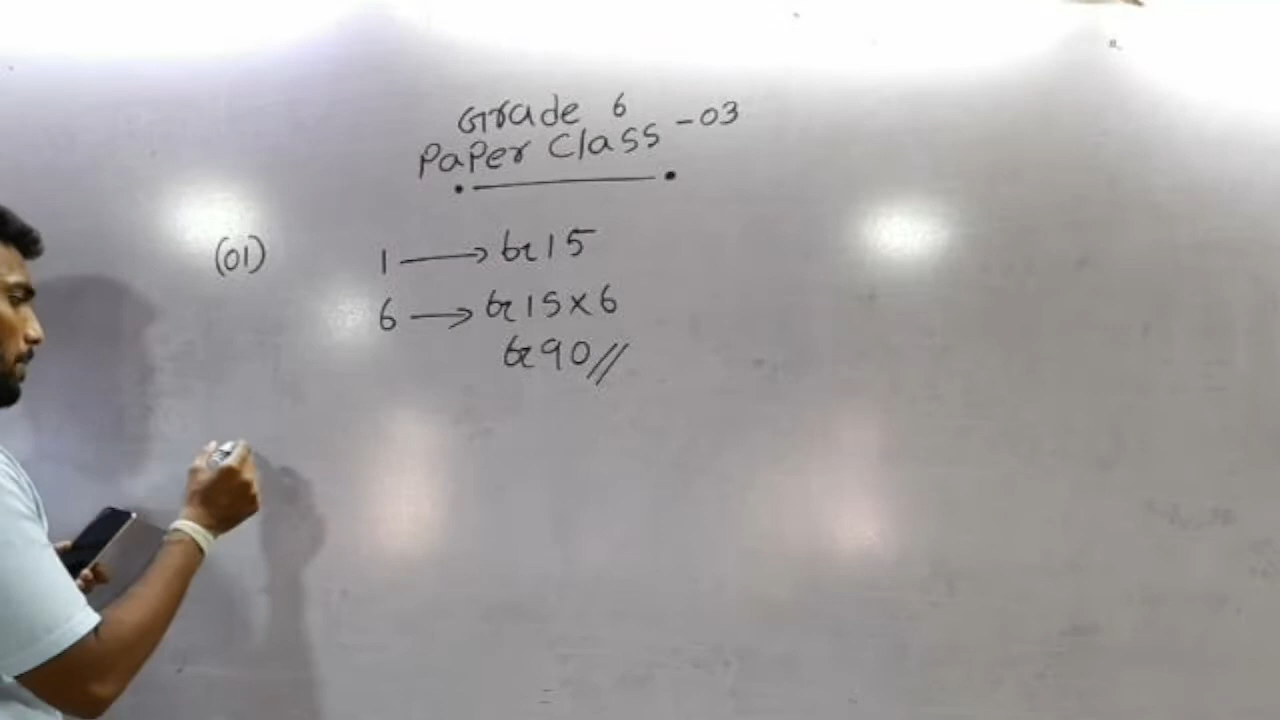 Grade 6
Paper Class -03
(01) 1 → රු 15
6 → රු 15 × 6
රු 90 //